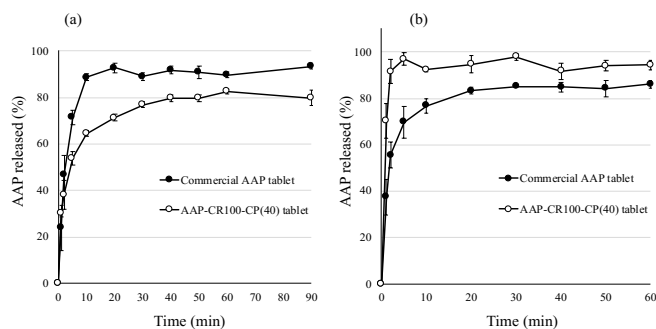 (a)
100
80
60
40
20
0
AAP released (%)
Commercial AAP tablet
AAP-CR100-CP(40) tablet
0 10 20 30 40 50 60 70 80 90
Time (min)
(b)
100
80
60
40
20
0
AAP released (%)
Commercial AAP tablet
AAP-CR100-CP(40) tablet
0 10 20 30 40 50 60
Time (min)